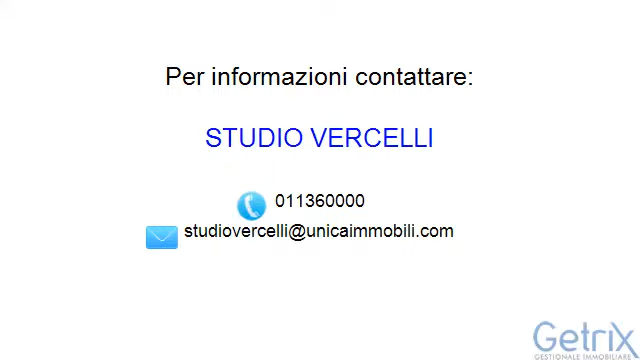 Per informazioni contattare:
STUDIO VERCELLI
011360000
studiovercelli@unicaimmobili.com
Getrix
GESTIONALE IMMOBILIARE